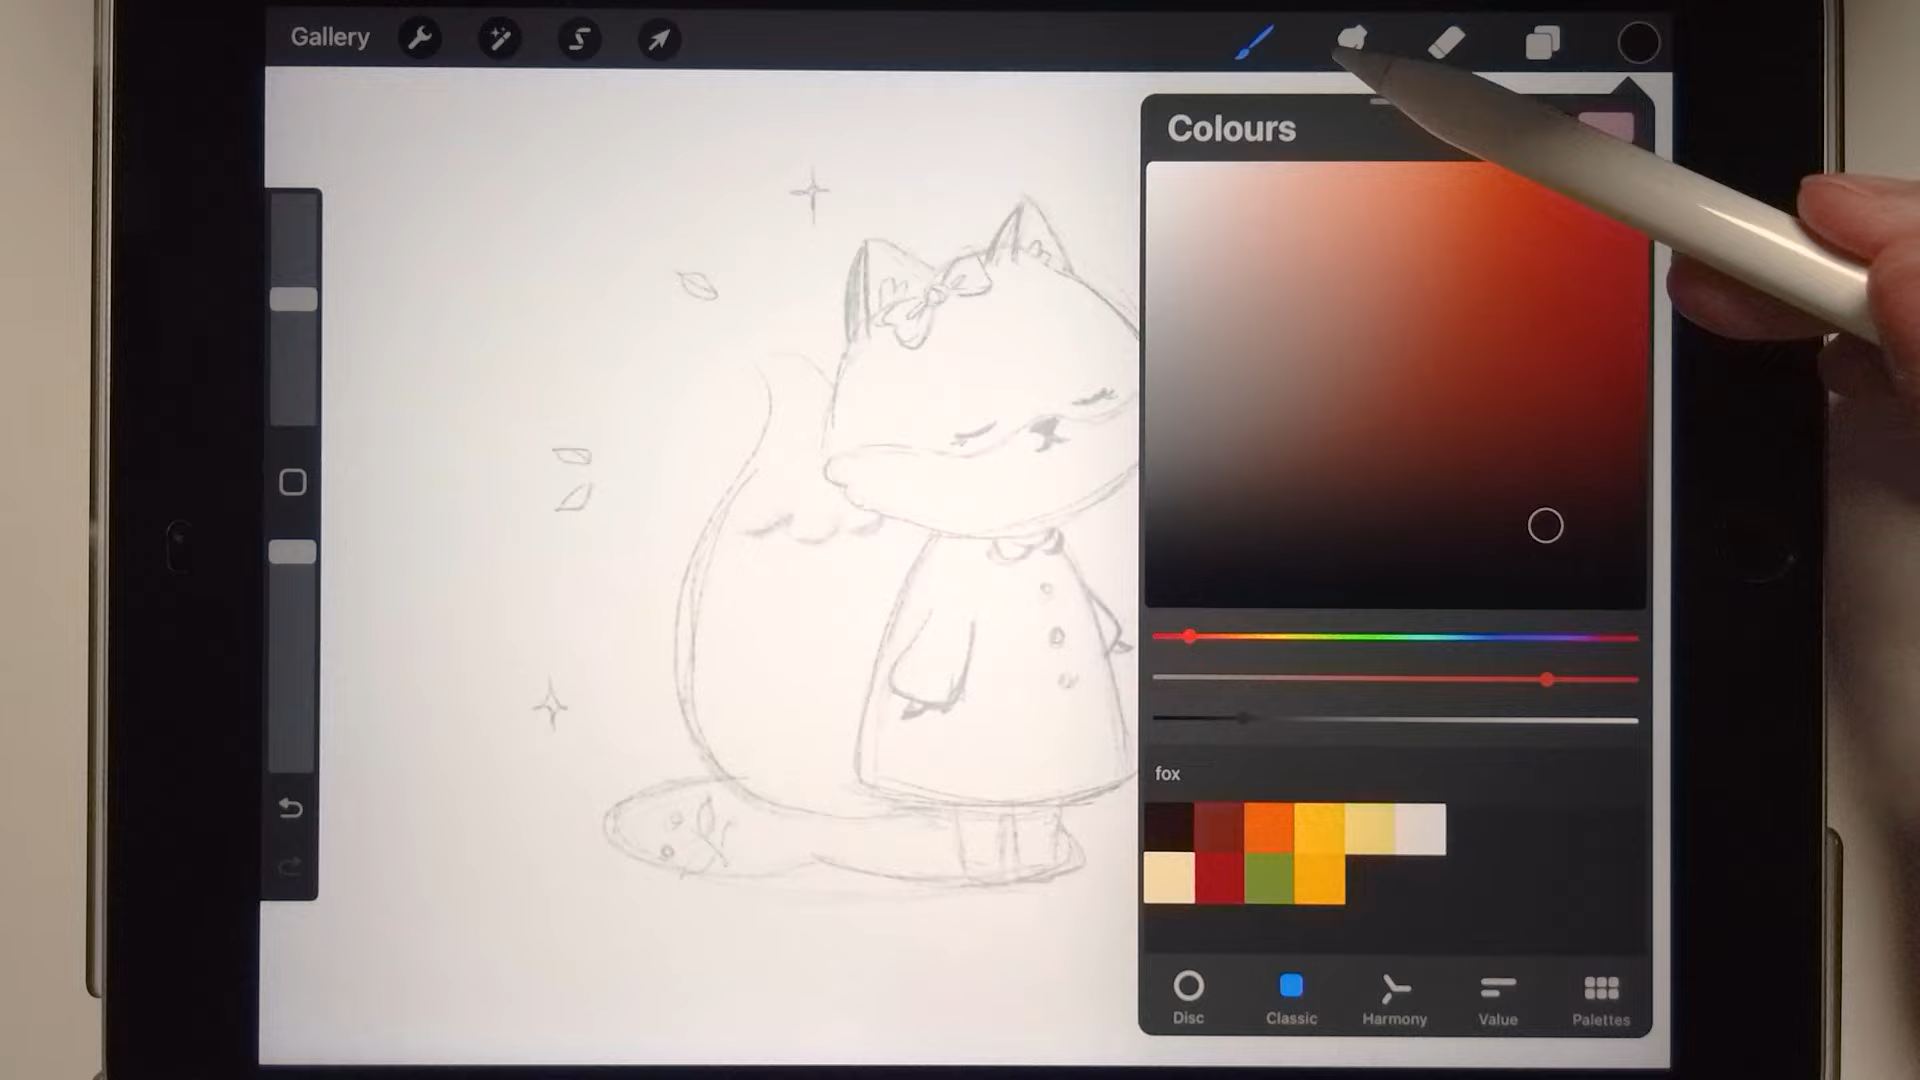 Gallery
Colours
fox
Disc
Classic
Harmony
Value
Palettes